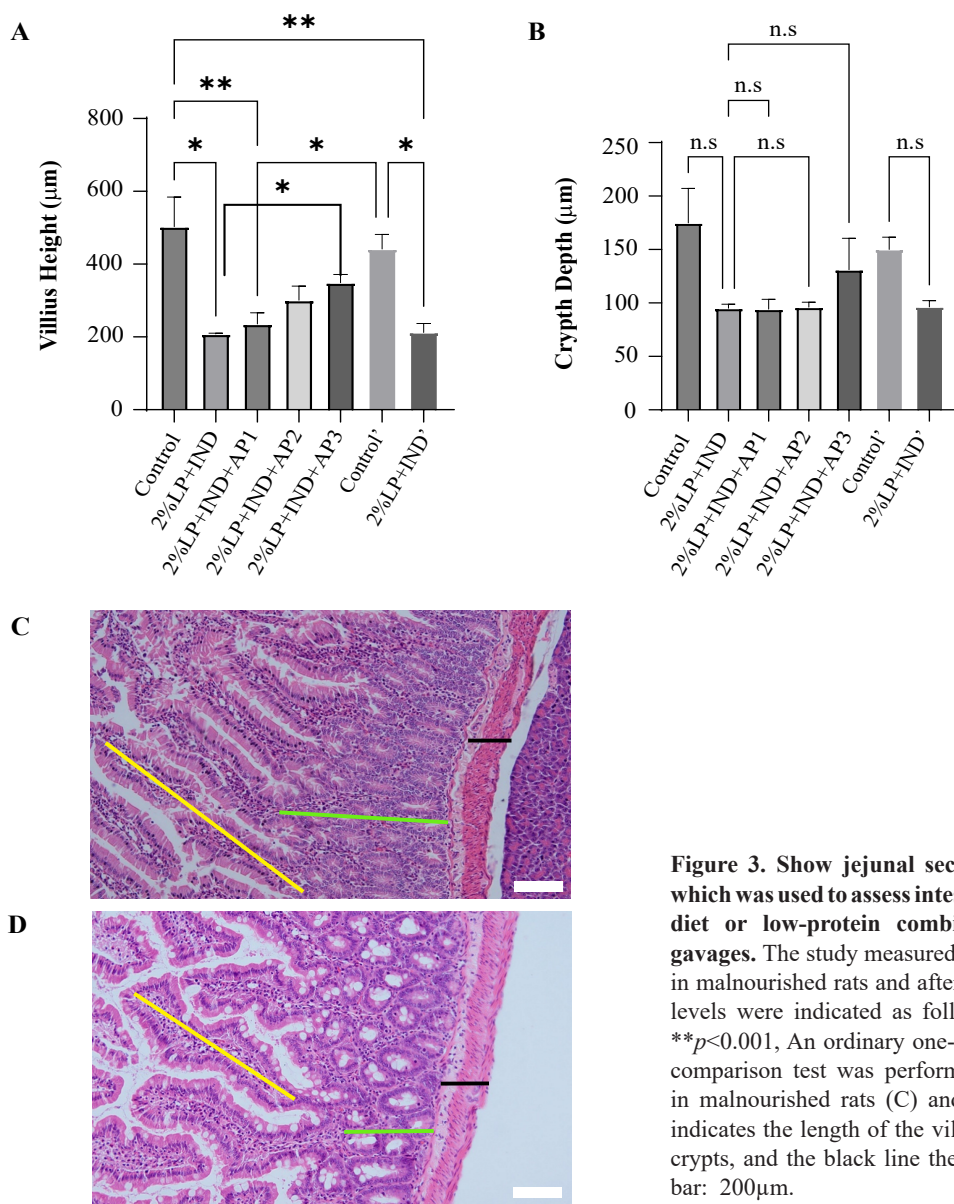 A
**
**
*
*
*
*
800
600
400
200
0
Villius Height (µm)
Control
2%LP+IND
2%LP+IND+AP1
2%LP+IND+AP2
2%LP+IND+AP3
Control’
2%LP+IND’
B
n.s
n.s
n.s
n.s
n.s
250
200
150
100
50
0
Crypth Depth (µm)
Control
2%LP+IND
2%LP+IND+AP1
2%LP+IND+AP2
2%LP+IND+AP3
Control’
2%LP+IND’
C
D
Figure 3. Show jejunal sec
which was used to assess inte
diet or low-protein combi
gavages. The study measured
in malnourished rats and after
levels were indicated as foll
**p<0.001, An ordinary one-
comparison test was perform
in malnourished rats (C) and
indicates the length of the vil
crypts, and the black line the
bar: 200µm.